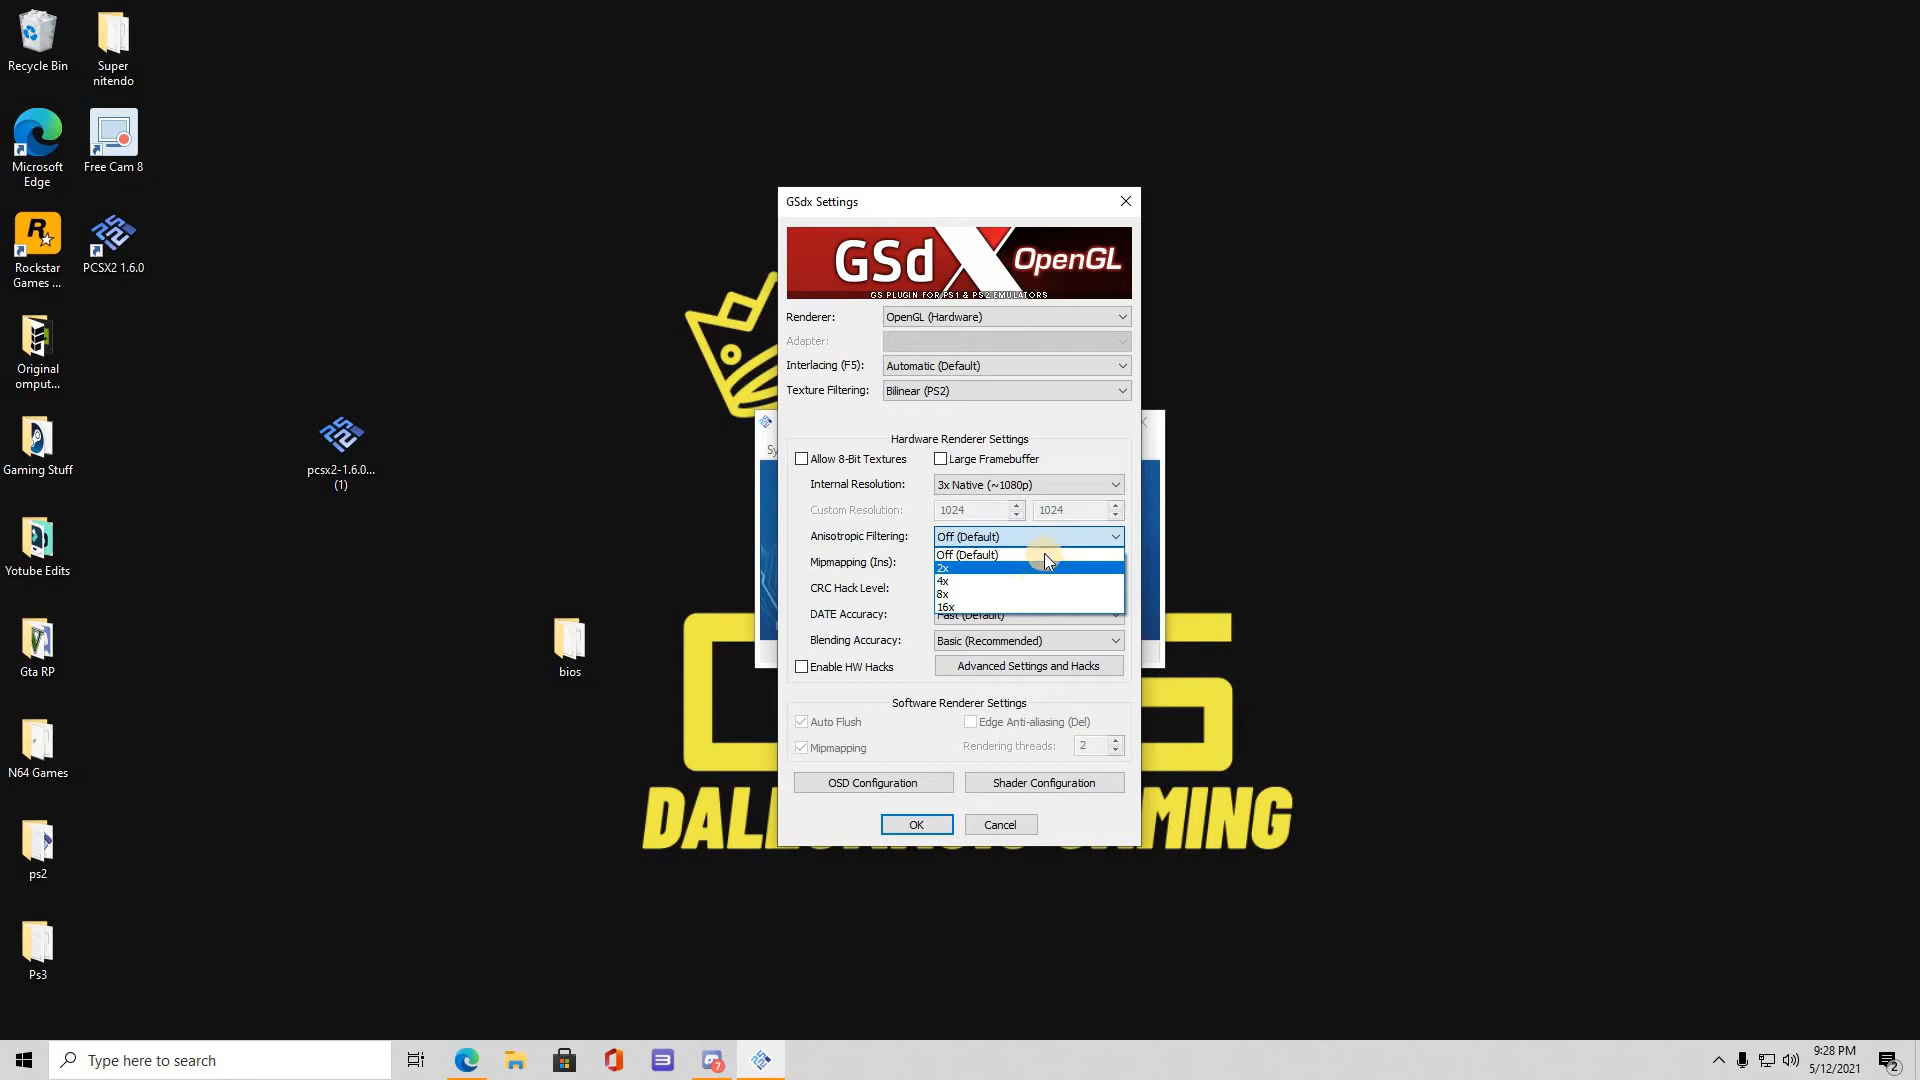 Recycle Bin
Super
nitendo
Microsoft
Edge
Free Cam 8
Rockstar
Games ...
PCSX2 1.6.0
Original
omput...
Gaming Stuff
pcsx2-1.6.0...
(1)
Yotube Edits
Gta RP
bios
N64 Games
ps2
Ps3
GSdx Settings
GSdX OpenGL
GS PLUGIN FOR PS1 & PS2 EMULATORS
Renderer: OpenGL (Hardware)
Adapter:
Interlacing (F5): Automatic (Default)
Texture Filtering: Bilinear (PS2)
Hardware Renderer Settings
Allow 8-Bit Textures Large Framebuffer
Internal Resolution: 3x Native (~1080p)
Custom Resolution: 1024 1024
Anisotropic Filtering: Off (Default)
Off (Default)
Mipmapping (Ins):
2x
4x
CRC Hack Level:
8x
16x
DATE Accuracy: Fast (Default)
Blending Accuracy: Basic (Recommended)
Enable HW Hacks Advanced Settings and Hacks
Software Renderer Settings
Auto Flush Edge Anti-aliasing (Del)
Mipmapping Rendering threads: 2
OSD Configuration Shader Configuration
OK Cancel
Type here to search
7
9:28 PM
5/12/2021
2